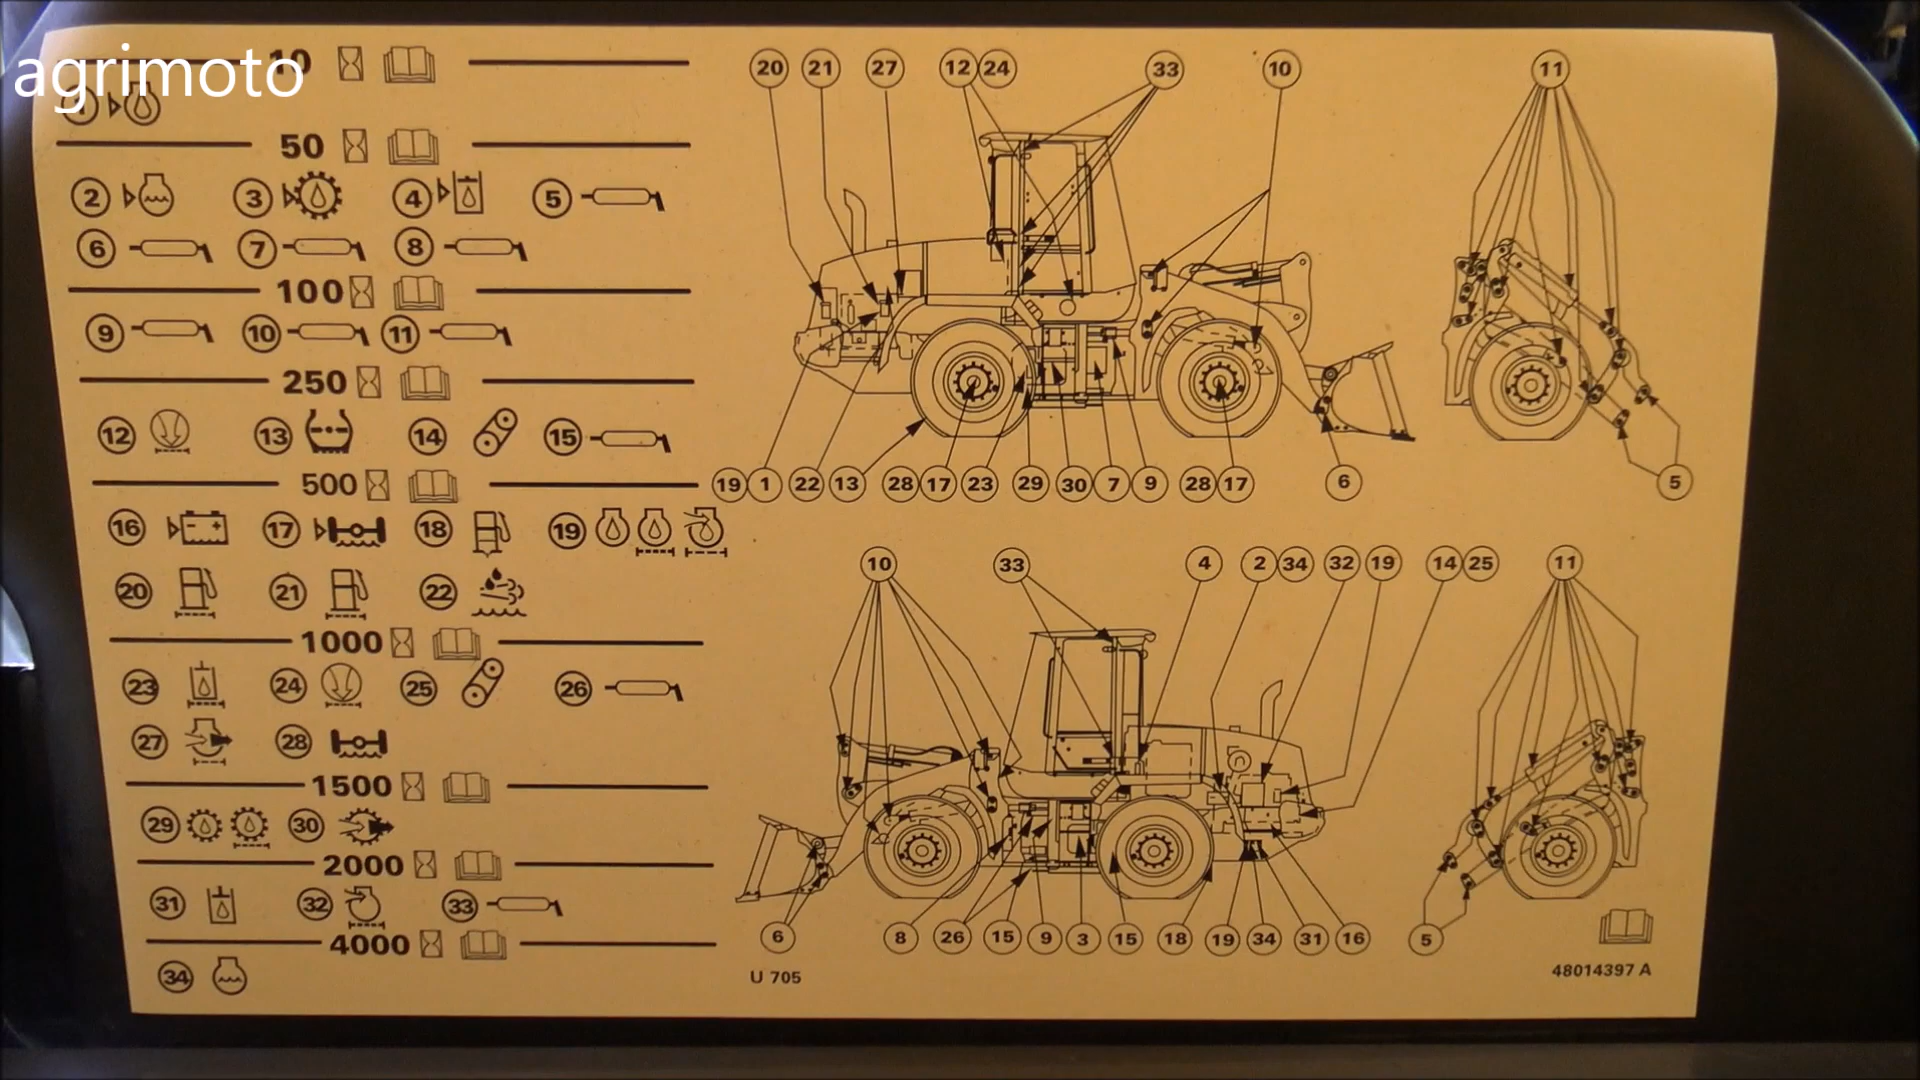 agrimoto
10
1
50
2 3 4 5
6 7 8
100
9 10 11
250
12 13 14 15
500
16 17 18 19
20 21 22
1000
23 24 25 26
27 28
1500
29 30
2000
31 32 33
4000
34
20 21 27 12 24 33 10 11
19 1 22 13 28 17 23 29 30 7 9 28 17 6 5
10 33 4 2 34 32 19 14 25 11
6 8 26 15 9 3 15 18 19 34 31 16 5
U 705
48014397 A